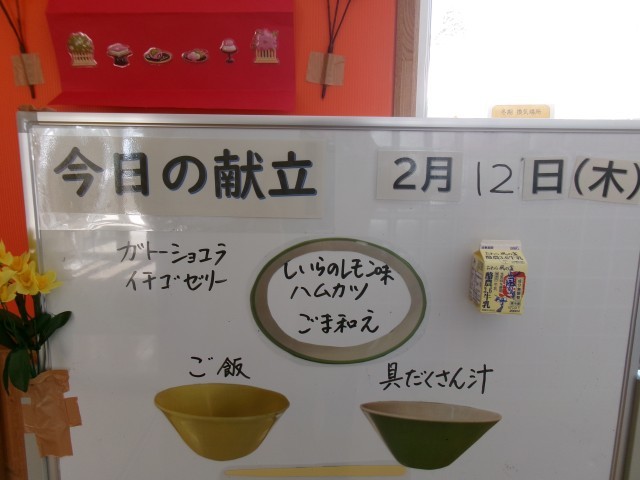 今日の献立
2月 12日(木)
ガトーショコラ
イチゴゼリー
しいらのレモン味
ハムカツ
ごま和え
ご飯
具だくさん汁